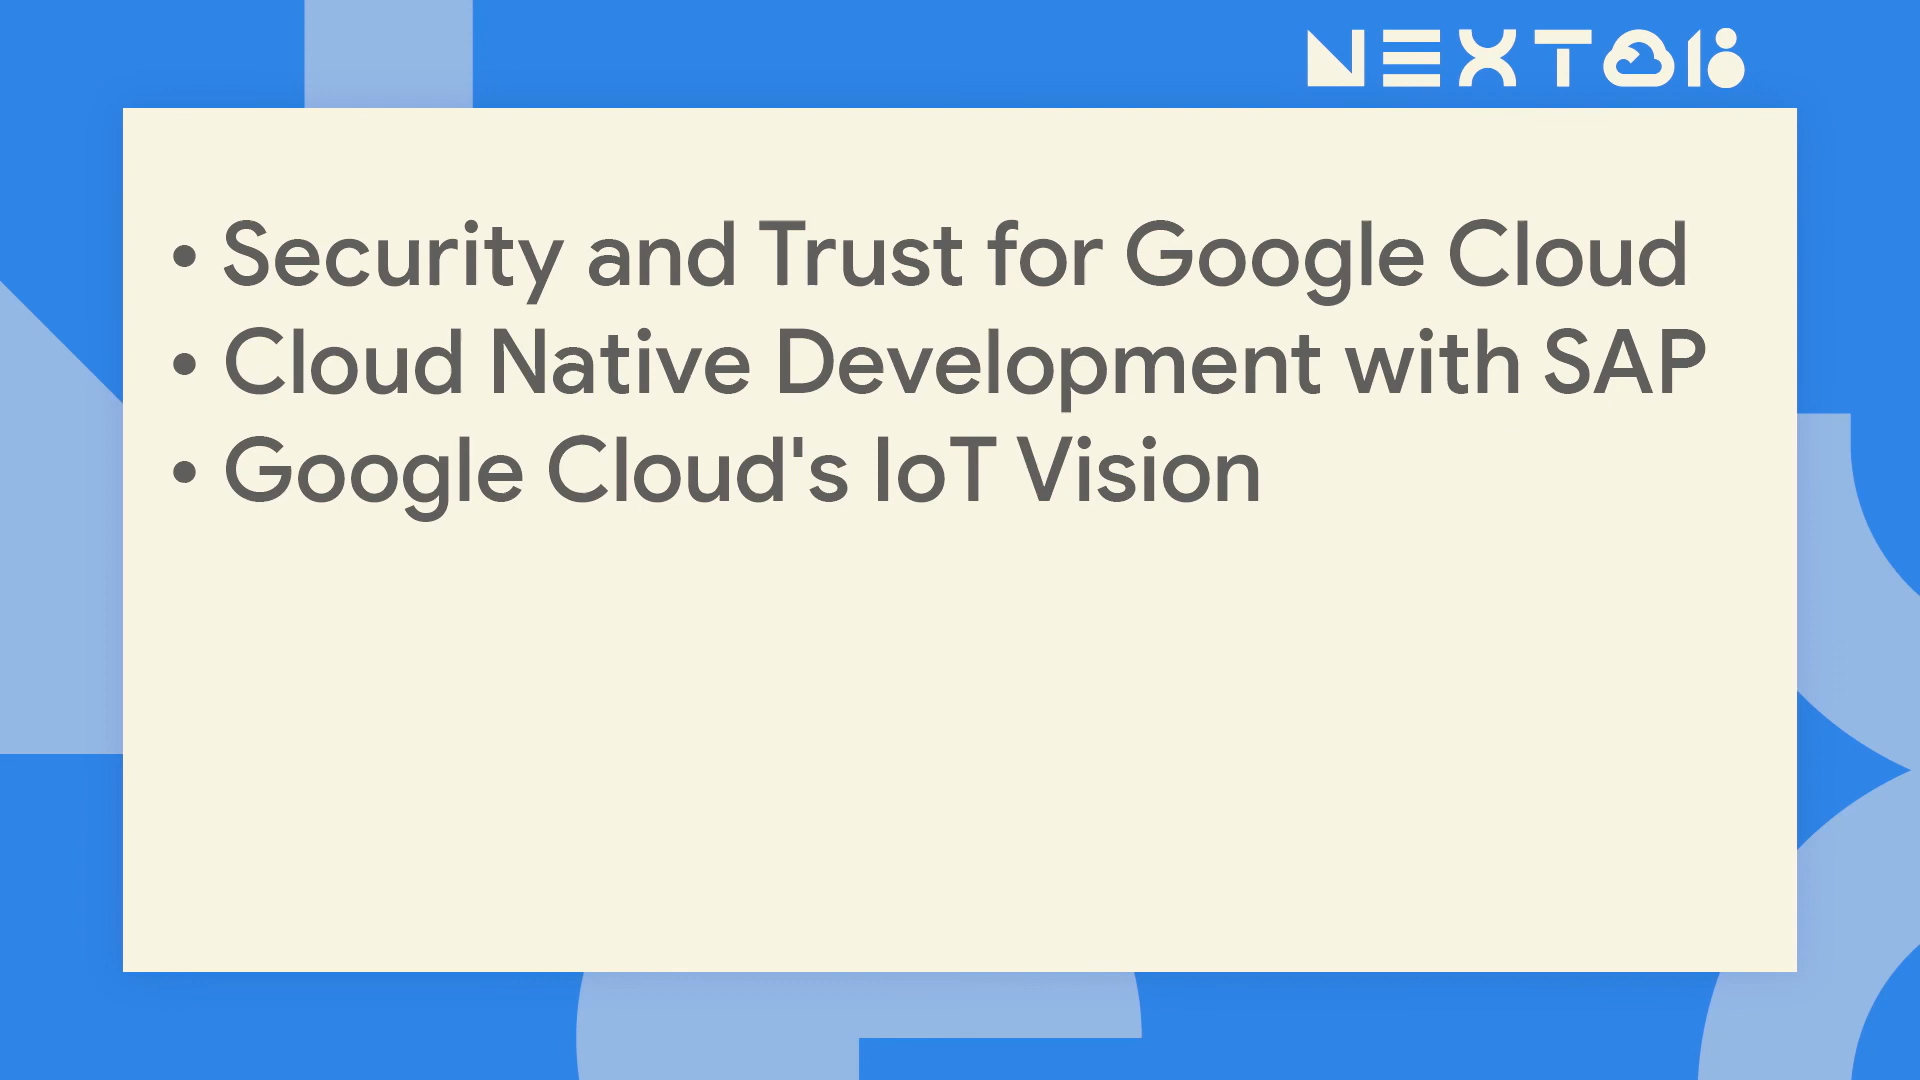 NEXT 18
• Security and Trust for Google Cloud
• Cloud Native Development with SAP
• Google Cloud's IoT Vision